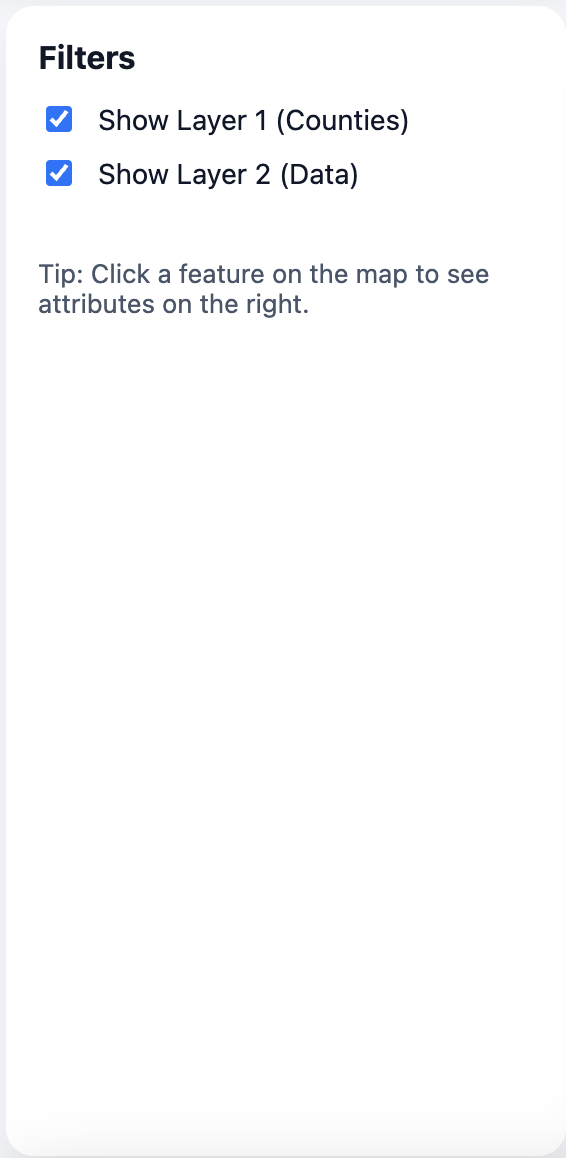 Filters
Show Layer 1 (Counties)
Show Layer 2 (Data)
Tip: Click a feature on the map to see
attributes on the right.